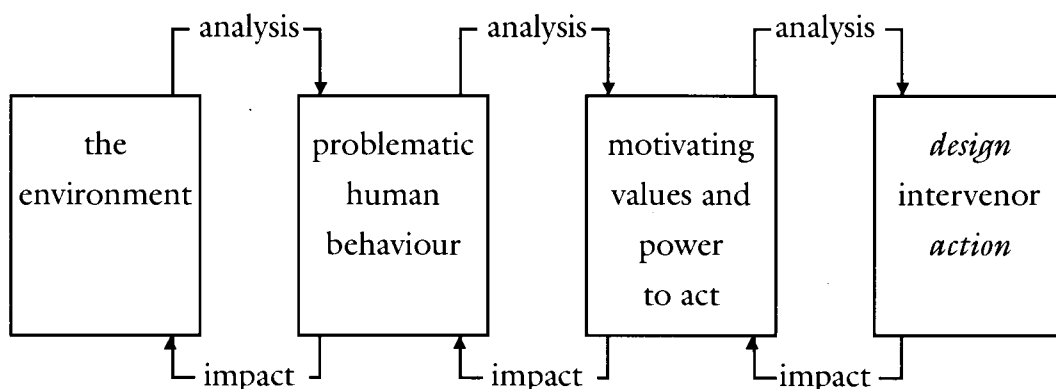 analysis
analysis
analysis
the
environment
problematic
human
behaviour
motivating
values and
power
to act
design
intervenor
action
impact
impact
impact